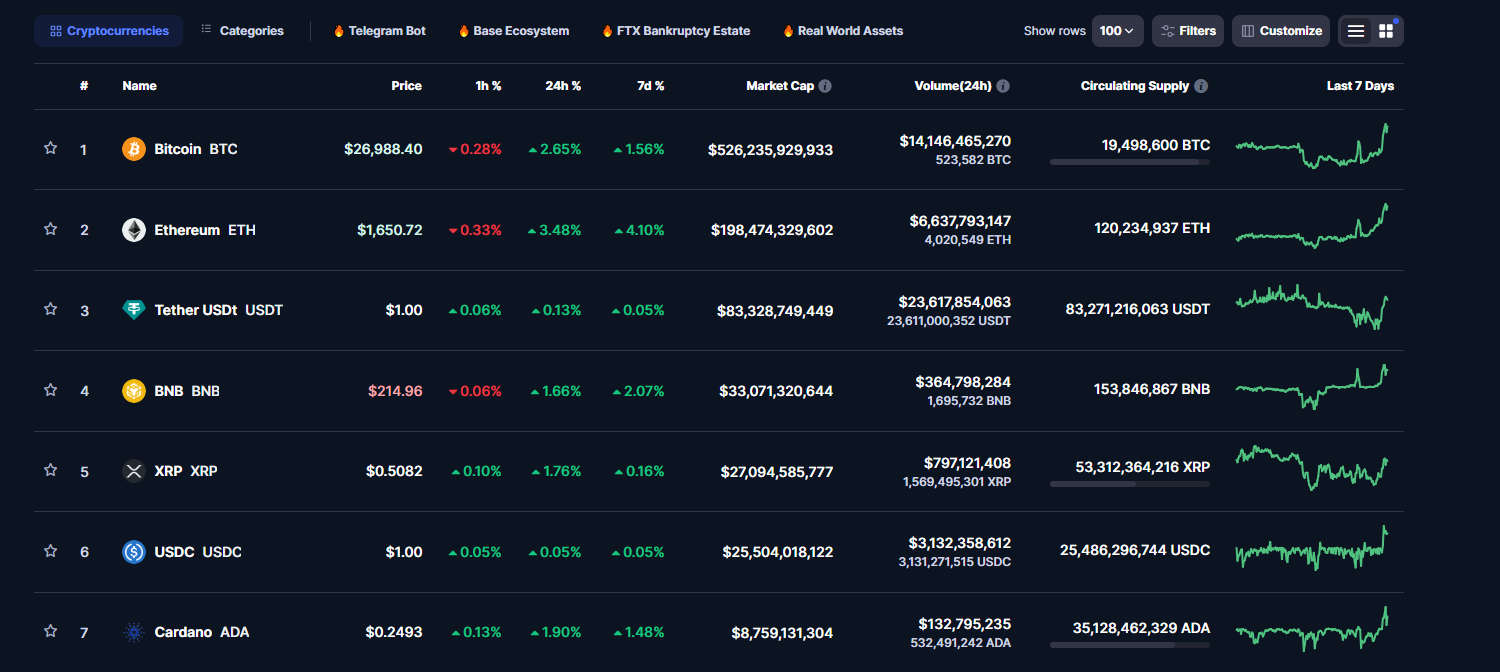 Cryptocurrencies Categories 🔥 Telegram Bot 🔥 Base Ecosystem 🔥 FTX Bankruptcy Estate 🔥 Real World Assets Show rows 100 Filters Customize
# Name Price 1h % 24h % 7d % Market Cap Volume(24h) Circulating Supply Last 7 Days
1 Bitcoin BTC $26,988.40 0.28% 2.65% 1.56% $526,235,929,933 $14,146,465,270 19,498,600 BTC
523,582 BTC
2 Ethereum ETH $1,650.72 0.33% 3.48% 4.10% $198,474,329,602 $6,637,793,147 120,234,937 ETH
4,020,549 ETH
3 Tether USDt USDT $1.00 0.06% 0.13% 0.05% $83,328,749,449 $23,617,854,063 83,271,216,063 USDT
23,611,000,352 USDT
4 BNB BNB $214.96 0.06% 1.66% 2.07% $33,071,320,644 $364,798,284 153,846,867 BNB
1,695,732 BNB
5 XRP XRP $0.5082 0.10% 1.76% 0.16% $27,094,585,777 $797,121,408 53,312,364,216 XRP
1,569,495,301 XRP
6 USDC USDC $1.00 0.05% 0.05% 0.05% $25,504,018,122 $3,132,358,612 25,486,296,744 USDC
3,131,271,515 USDC
7 Cardano ADA $0.2493 0.13% 1.90% 1.48% $8,759,131,304 $132,795,235 35,128,462,329 ADA
532,491,242 ADA